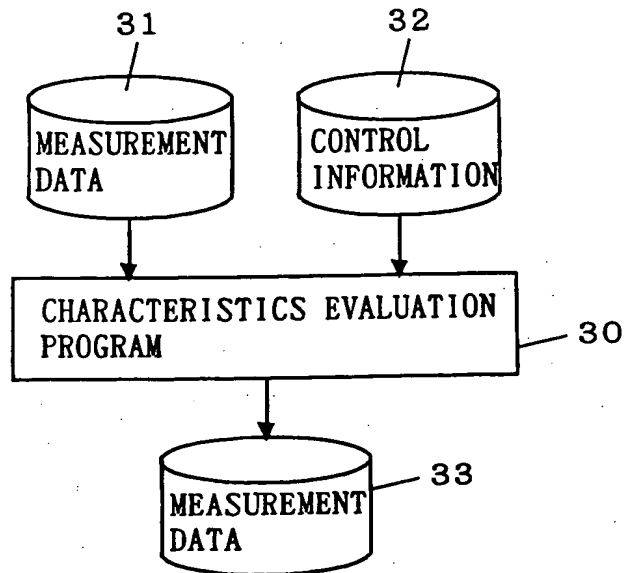 31
32
MEASUREMENT
DATA
CONTROL
INFORMATION
CHARACTERISTICS EVALUATION
PROGRAM
30
33
MEASUREMENT
DATA